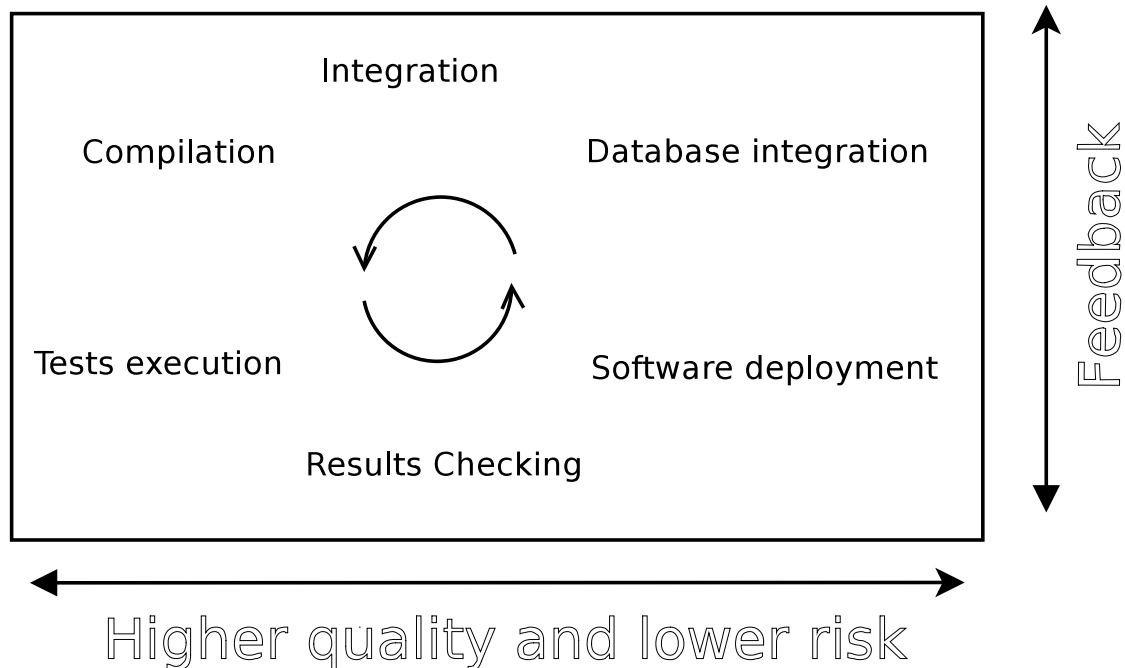 Integration
Compilation
Database integration
Tests execution
Software deployment
Results Checking
Feedback
Higher quality and lower risk